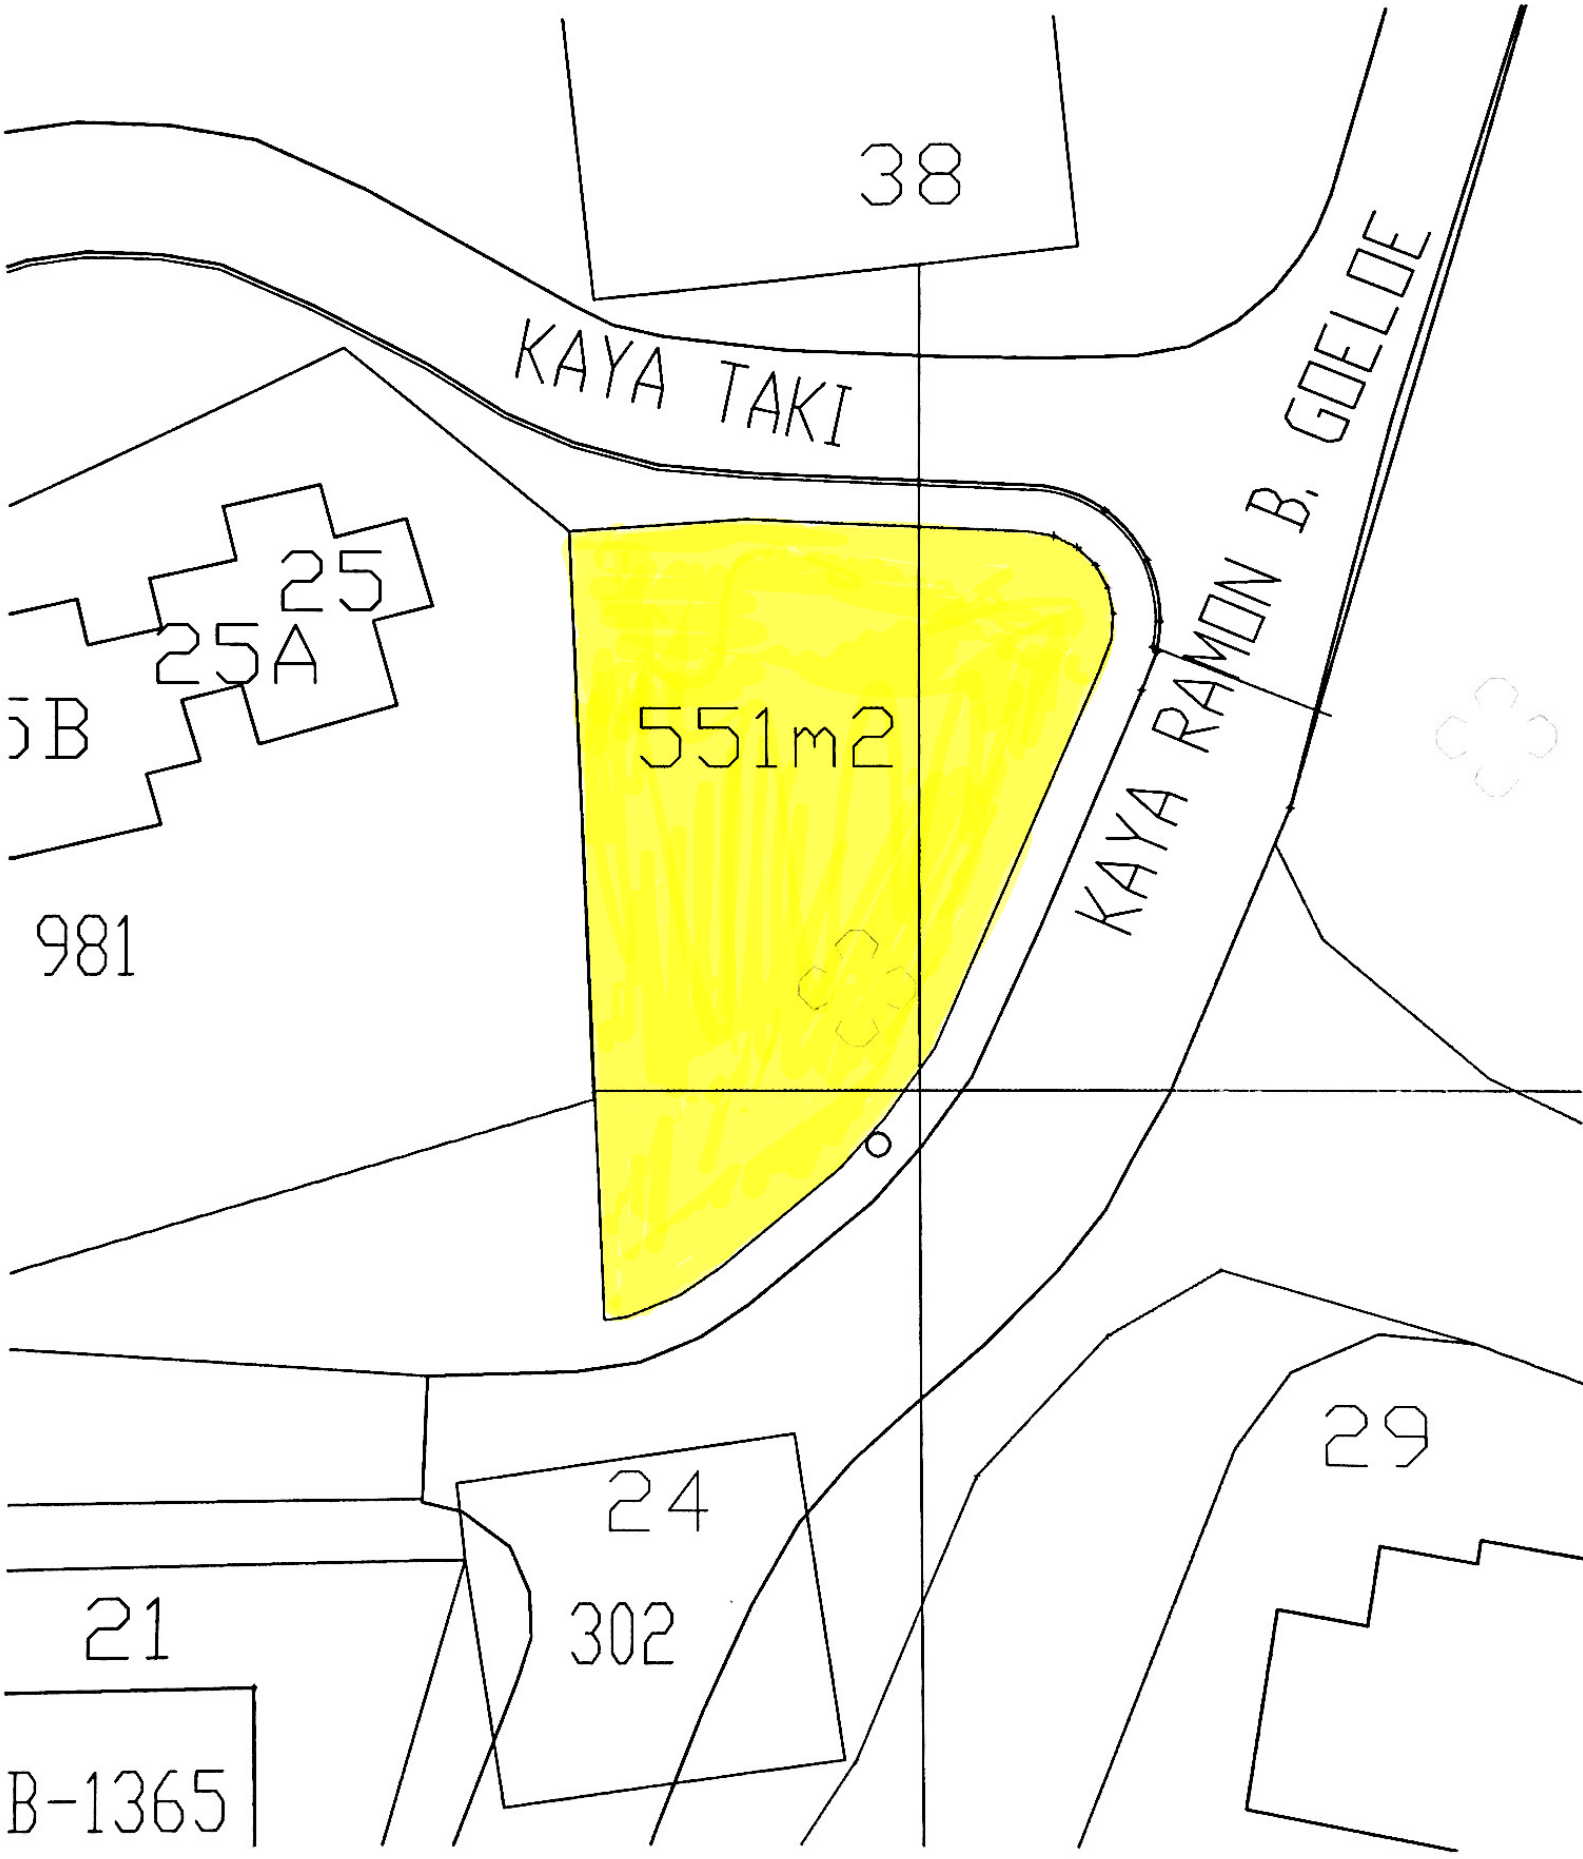 38
KAYA TAKI
KAYA RAMON B. GOELOE
25
25A
5B
551m2
981
29
24
302
21
B-1365